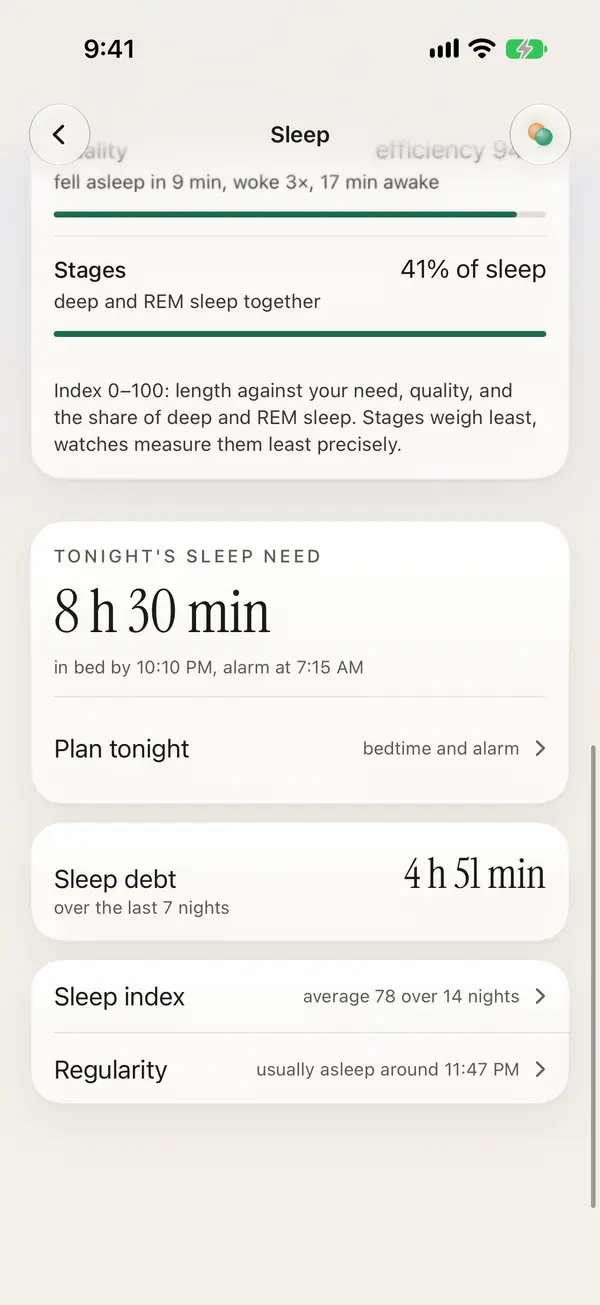 9:41
Sleep
efficiency
fell asleep in 9 min, woke 3×, 17 min awake
Stages
41% of sleep
deep and REM sleep together
Index 0–100: length against your need, quality, and
the share of deep and REM sleep. Stages weigh least,
watches measure them least precisely.
TONIGHT'S SLEEP NEED
8 h 30 min
in bed by 10:10 PM, alarm at 7:15 AM
Plan tonight
bedtime and alarm
Sleep debt
4 h 51 min
over the last 7 nights
Sleep index
average 78 over 14 nights
Regularity
usually asleep around 11:47 PM